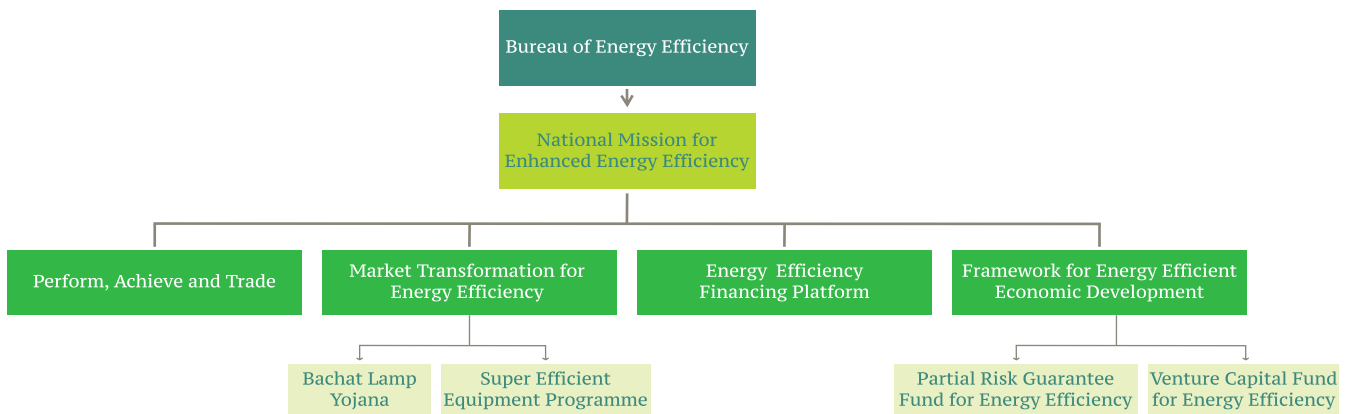 Bureau of Energy Efficiency
National Mission for
Enhanced Energy Efficiency
Perform, Achieve and Trade
Market Transformation for
Energy Efficiency
Energy Efficiency
Financing Platform
Framework for Energy Efficient
Economic Development
Bachat Lamp
Yojana
Super Efficient
Equipment Programme
Partial Risk Guarantee
Fund for Energy Efficiency
Venture Capital Fund
for Energy Efficiency